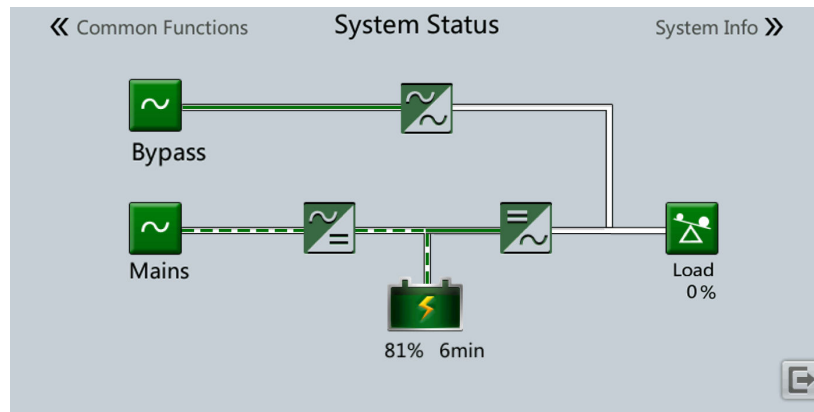 Common Functions
System Status
System Info
Bypass
Mains
Load
0%
81% 6min